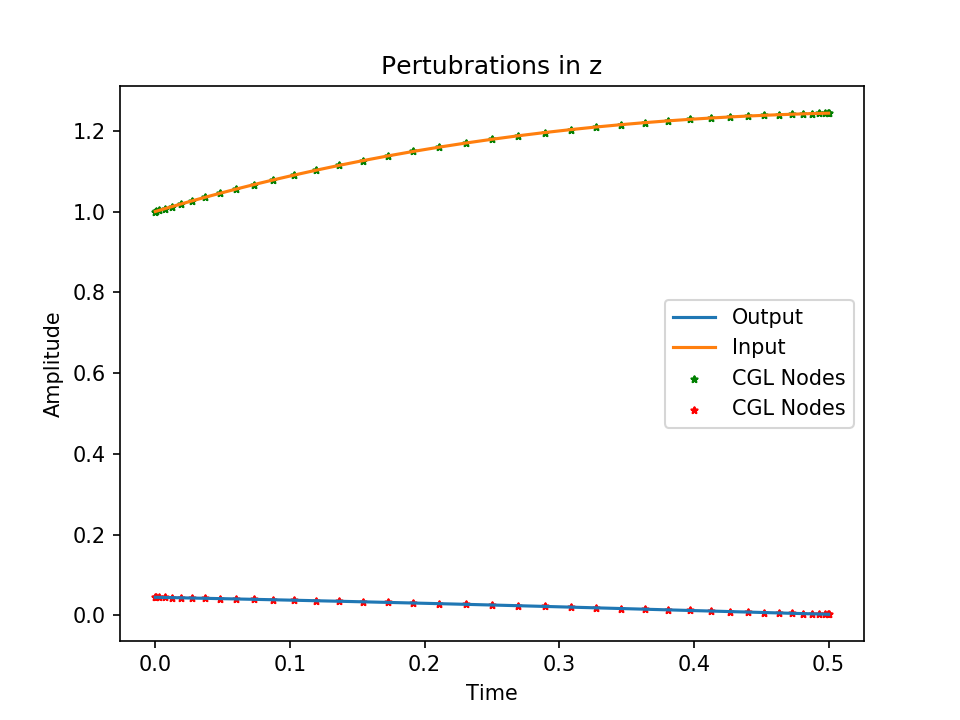 Pertubrations in z
Amplitude
1.2
1.0
0.8
0.6
0.4
0.2
0.0
Output
Input
CGL Nodes
CGL Nodes
0.0 0.1 0.2 0.3 0.4 0.5
Time